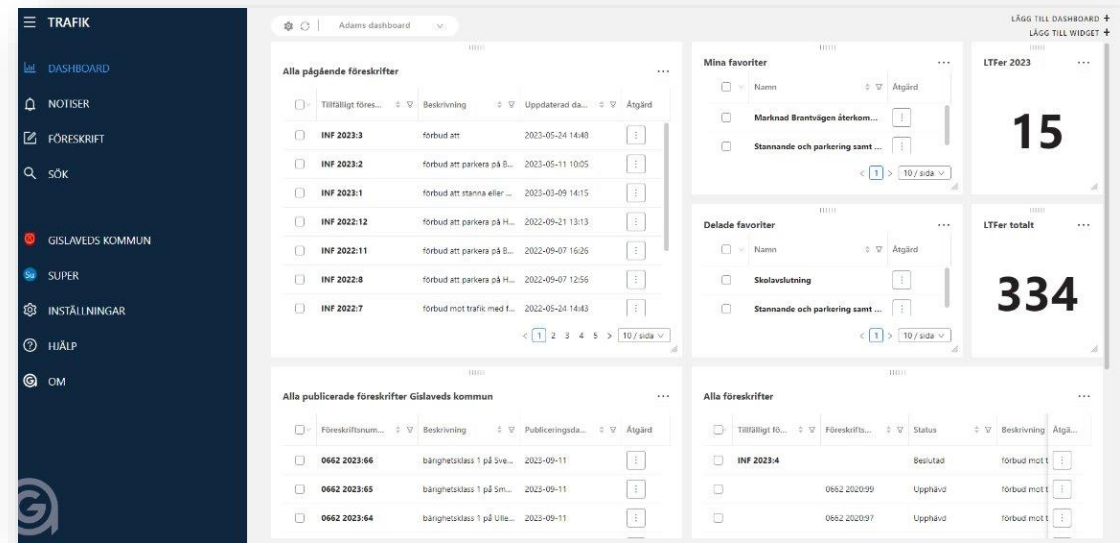 TRAFIK
DASHBOARD
NOTISER
FÖRESKRIFT
SÖK
GISLAVEDS KOMMUN
Su SUPER
INSTÄLLNINGAR
HJÄLP
OM
Adams dashboard
LÄGG TILL DASHBOARD +
LÄGG TILL WIDGET +
Alla pågående föreskrifter
Tillfälligtföres... Beskrivning Uppdaterad da... Åtgärd
INF 2023:3 förbud att 2023-05-24 14:48
INF 2023:2 förbud att parkera på B... 2023-05-11 10:05
INF 2023:1 förbud att stanna eller ... 2023-03-09 14:15
INF 2022:12 förbud att parkera på H... 2022-09-21 13:13
INF 2022:11 förbud att parkera på B... 2022-09-07 16:26
INF 2022:8 förbud att parkera på H... 2022-09-07 12:56
INF 2022:7 förbud mot trafik med f... 2022-05-24 14:43
< 1 2 3 4 5 > 10 / sida
Mina favoriter
Namn Åtgärd
Marknad Brantvägen återkom...
Stannande och parkering samt ...
< 1 > 10 / sida
LTFer 2023
15
Delade favoriter
Namn Åtgärd
Skolavslutning
Stannande och parkering samt ...
< 1 > 10 / sida
LTFer totalt
334
Alla publicerade föreskrifter Gislaveds kommun
Föreskriftsnum... Beskrivning Publiceringsda... Åtgärd
0662 2023:66 bärighetsklass 1 på Sve... 2023-09-11
0662 2023:65 bärighetsklass 1 på Sm... 2023-09-11
0662 2023:64 bärighetsklass 1 på Ulle... 2023-09-11
Alla föreskrifter
Tillfälligt fö... Föreskrifts... Status Beskrivning Åtgä...
INF 2023:4 Beslutad förbud mot t
0662 2020:99 Upphävd förbud mot t
0662 2020:97 Upphävd förbud mot t